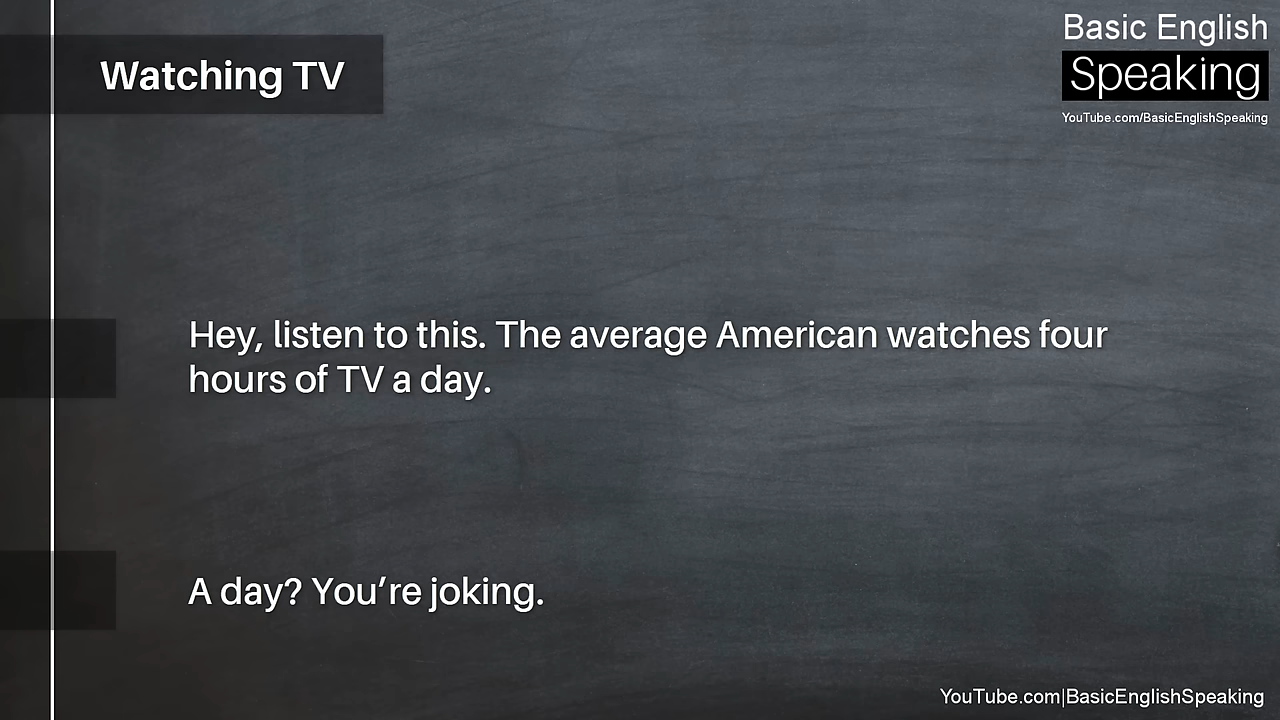 Basic English
Speaking
YouTube.com/BasicEnglishSpeaking
Watching TV
Hey, listen to this. The average American watches four
hours of TV a day.
A day? You’re joking.
YouTube.com|BasicEnglishSpeaking